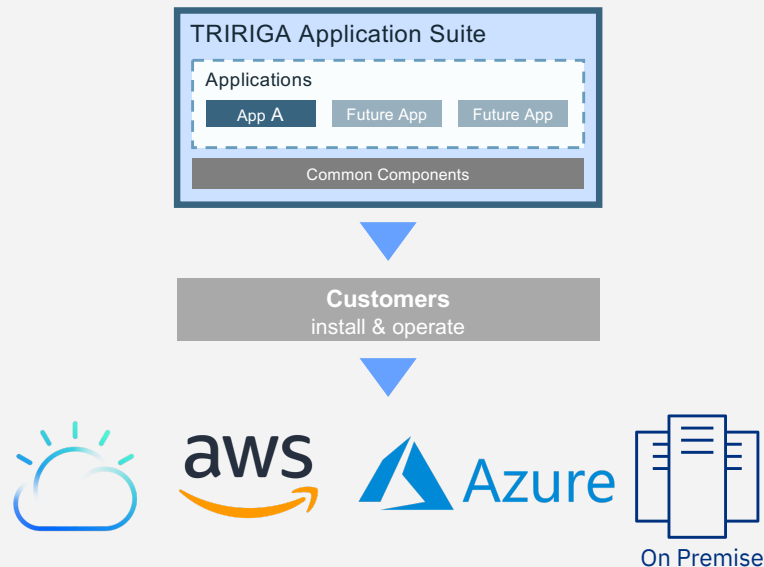 TRIRIGA Application Suite
Applications
App A
Future App
Future App
Common Components
Customers
install & operate
aws
Azure
On Premise